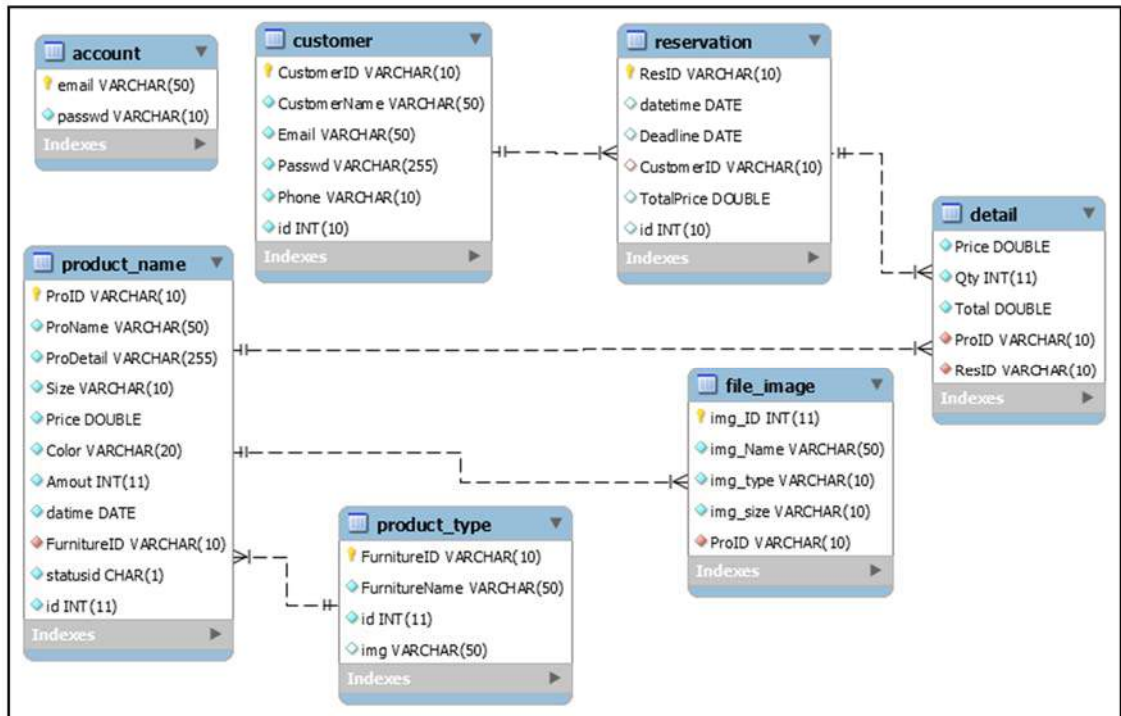 account
email VARCHAR(50)
passwd VARCHAR(10)
Indexes
customer
CustomerID VARCHAR(10)
CustomerName VARCHAR(50)
Email VARCHAR(50)
Passwd VARCHAR(255)
Phone VARCHAR(10)
id INT(10)
Indexes
reservation
ResID VARCHAR(10)
datetime DATE
Deadline DATE
CustomerID VARCHAR(10)
TotalPrice DOUBLE
id INT(10)
Indexes
detail
Price DOUBLE
Qty INT(11)
Total DOUBLE
ProID VARCHAR(10)
ResID VARCHAR(10)
Indexes
product_name
ProID VARCHAR(10)
ProName VARCHAR(50)
ProDetail VARCHAR(255)
Size VARCHAR(10)
Price DOUBLE
Color VARCHAR(20)
Amout INT(11)
datime DATE
FurnitureID VARCHAR(10)
statusid CHAR(1)
id INT(11)
Indexes
file_image
img_ID INT(11)
img_Name VARCHAR(50)
img_type VARCHAR(10)
img_size VARCHAR(10)
ProID VARCHAR(10)
Indexes
product_type
FurnitureID VARCHAR(10)
FurnitureName VARCHAR(50)
id INT(11)
img VARCHAR(50)
Indexes